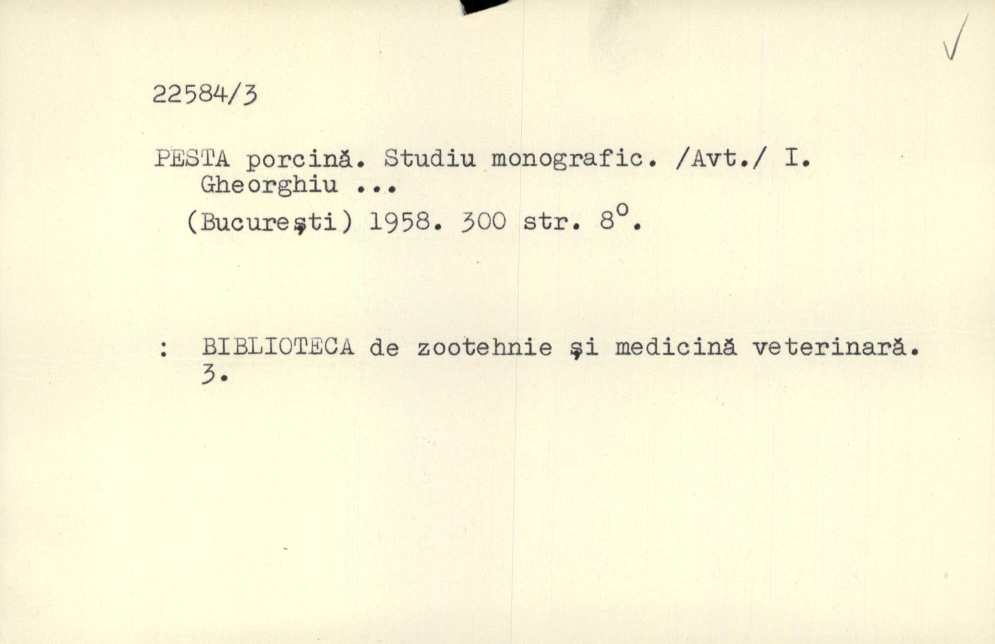 22584/3
PESTA porcină. Studiu monografic. /Avt./ I.
Gheorghiu ...
(București) 1958. 300 str. 8°.
: BIBLIOTECA de zootehnie și medicină veterinară.
3.